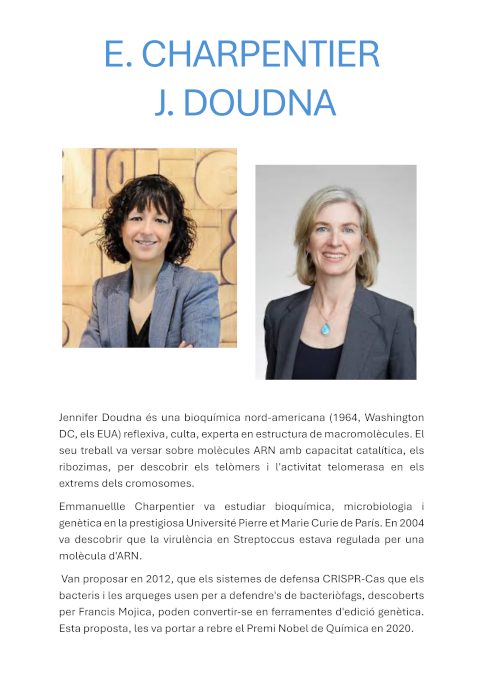 E. CHARPENTIER
J. DOUDNA
Jennifer Doudna és una bioquímica nord-americana (1964, Washington
DC, els EUA) reflexiva, culta, experta en estructura de macromolècules. El
seu treball va versar sobre molècules ARN amb capacitat catalítica, els
ribozimas, per descobrir els telòmers i l'activitat telomerasa en els
extrems dels cromosomes.
Emmanuellle Charpentier va estudiar bioquímica, microbiologia i
genètica en la prestigiosa Université Pierre et Marie Curie de París. En 2004
va descobrir que la virulència en Streptoccus estava regulada per una
molècula d'ARN.
Van proposar en 2012, que els sistemes de defensa CRISPR-Cas que els
bacteris i les arqueges usen per a defendre's de bacteriòfags, descoberts
per Francis Mojica, poden convertir-se en ferramentes d'edició genètica.
Esta proposta, les va portar a rebre el Premi Nobel de Química en 2020.